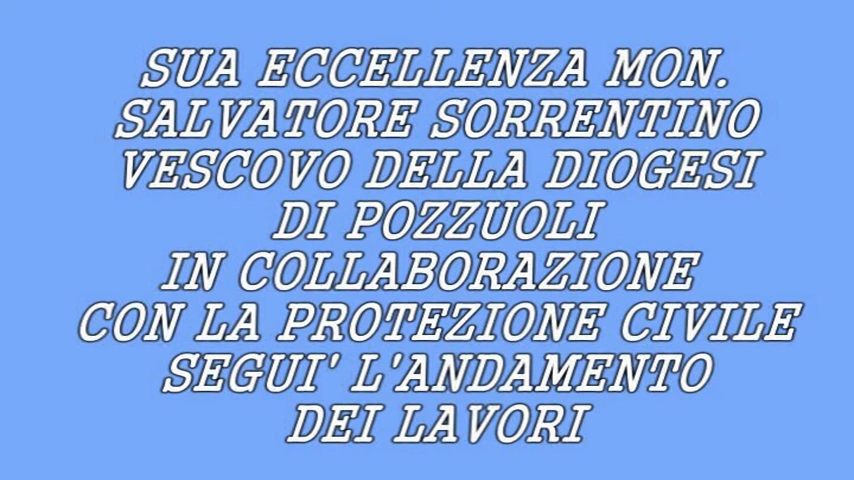 SUA ECCELLENZA MON.
SALVATORE SORRENTINO
VESCOVO DELLA DIOGESI
DI POZZUOLI
IN COLLABORAZIONE
CON LA PROTEZIONE CIVILE
SEGUI' L'ANDAMENTO
DEI LAVORI